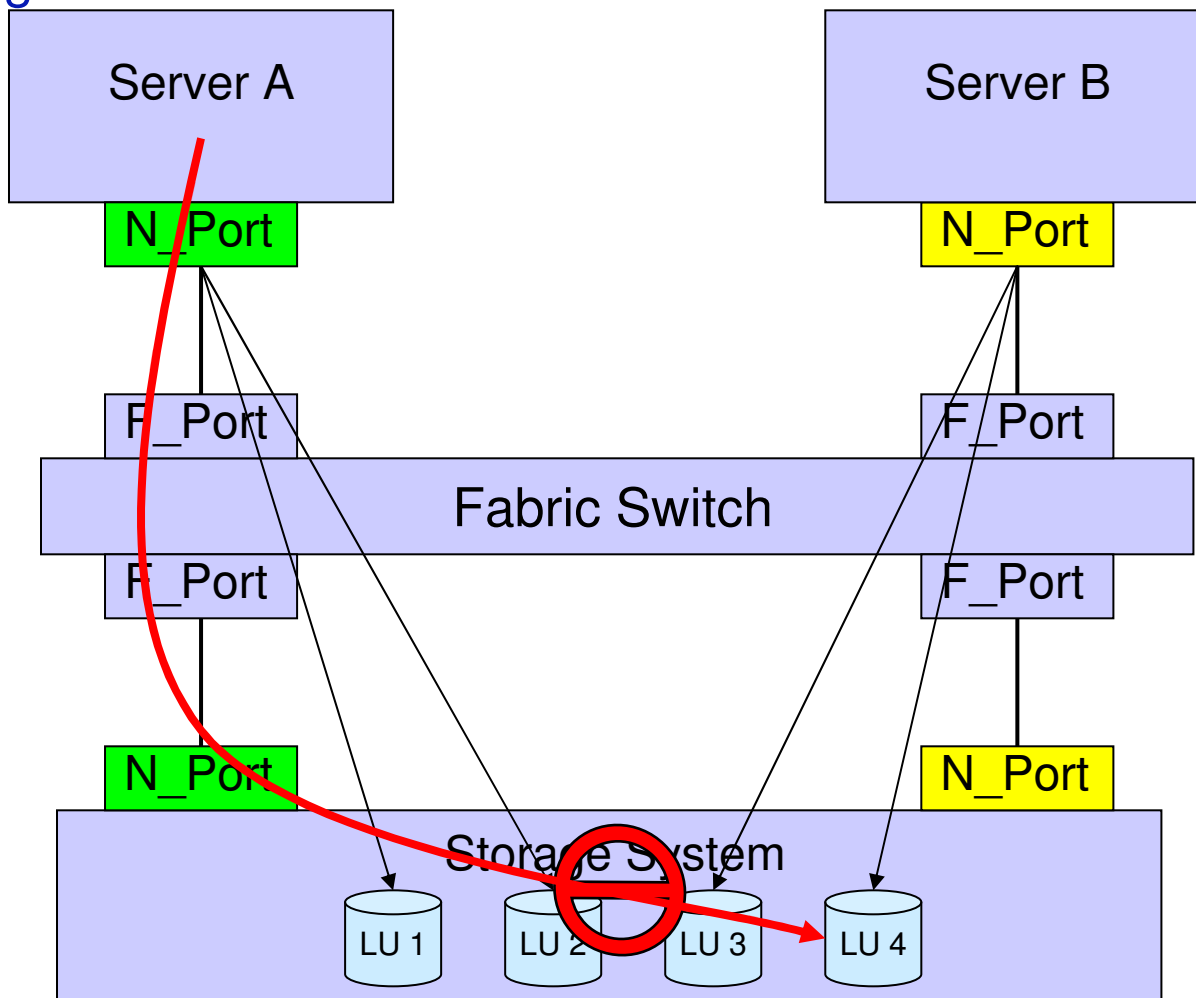 Server A
Server B
N_Port
N_Port
F_Port
F_Port
Fabric Switch
F_Port
F_Port
N_Port
N_Port
Storage System
LU 1
LU 2
LU 3
LU 4